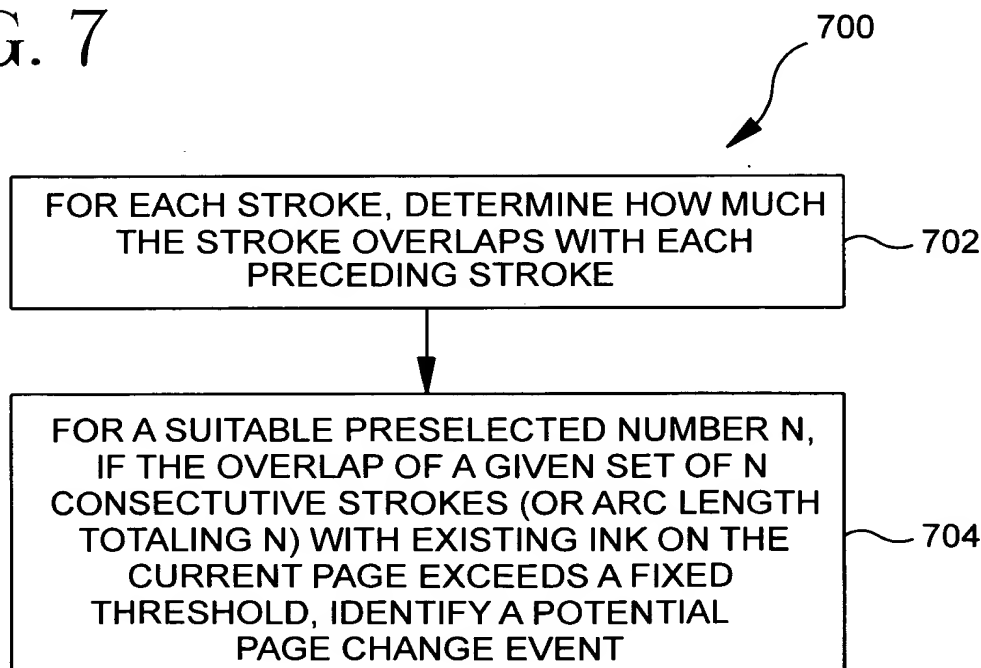 G. 7
700
FOR EACH STROKE, DETERMINE HOW MUCH
THE STROKE OVERLAPS WITH EACH
PRECEDING STROKE
702
FOR A SUITABLE PRESELECTED NUMBER N,
IF THE OVERLAP OF A GIVEN SET OF N
CONSECTUTIVE STROKES (OR ARC LENGTH
TOTALING N) WITH EXISTING INK ON THE
CURRENT PAGE EXCEEDS A FIXED
THRESHOLD, IDENTIFY A POTENTIAL
PAGE CHANGE EVENT
704